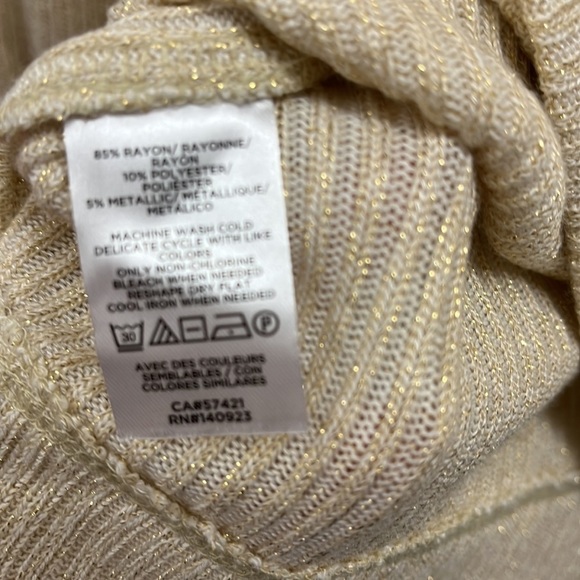 85% RAYON/ RAYONNE/
RAYÓN
10% POLYESTER/
POLIÉSTER
5% METALLIC/ MÉTALLIQUE/
METÁLICO
MACHINE WASH COLD
DELICATE CYCLE WITH LIKE
COLORS
ONLY NON-CHLORINE
BLEACH WHEN NEEDED
RESHAPE DRY FLAT
COOL IRON WHEN NEEDED
30 P
AVEC DES COULEURS
SEMBLABLES / CON
COLORES SIMILARES
CA#57421
RN#140923